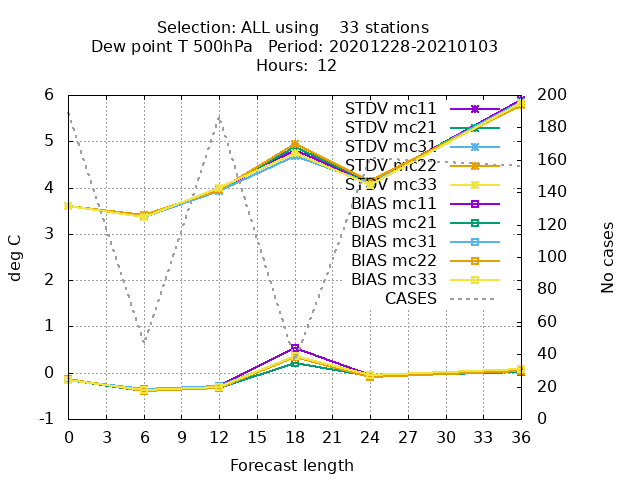 Selection: ALL using 33 stations
Dew point T 500hPa Period: 20201228-20210103
Hours: 12
6
5
4
3
2
1
0
-1
deg C
STDV mc11
STDV mc21
STDV mc31
STDV mc22
STDV mc33
BIAS mc11
BIAS mc21
BIAS mc31
BIAS mc22
BIAS mc33
CASES
200
180
160
140
120
100
80
60
40
20
0
No cases
0 3 6 9 12 15 18 21 24 27 30 33 36
Forecast length